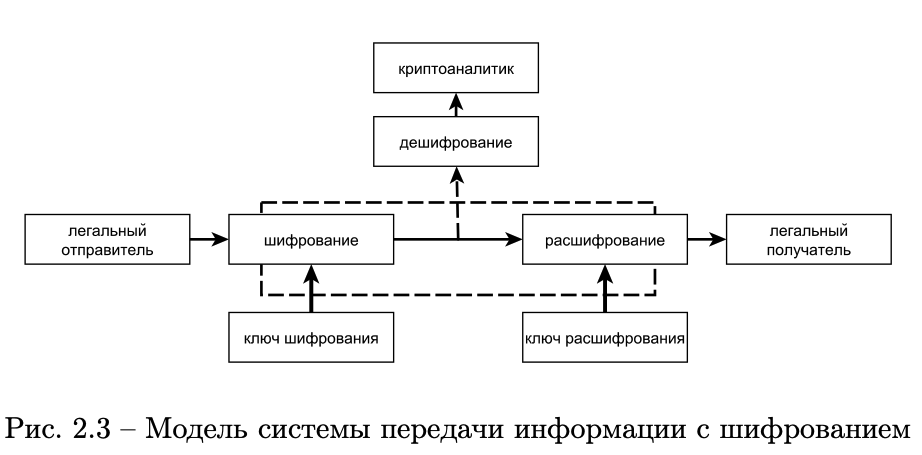 криптоаналитик
дешифрование
легальный
отправитель
шифрование
расшифрование
легальный
получатель
ключ шифрования
ключ расшифрования
Рис. 2.3 – Модель системы передачи информации с шифрованием